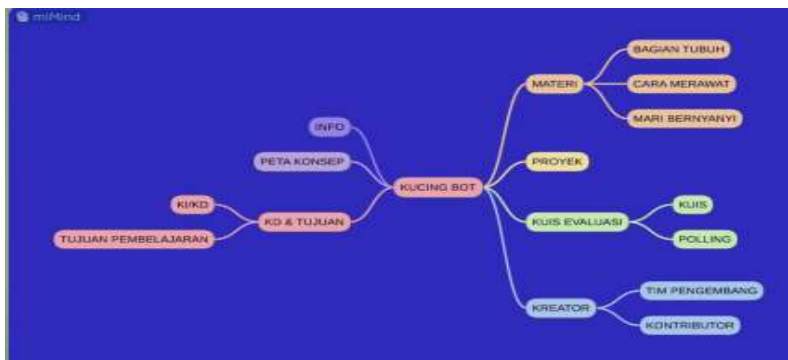 miMind
INFO
PETA KONSEP
KD & TUJUAN
KI/KD
TUJUAN PEMBELAJARAN
KUCING BOT
MATERI
BAGIAN TUBUH
CARA MERAWAT
MARI BERNYANYI
PROYEK
KUIS EVALUASI
KUIS
POLLING
KREATOR
TIM PENGEMBANG
KONTRIBUTOR